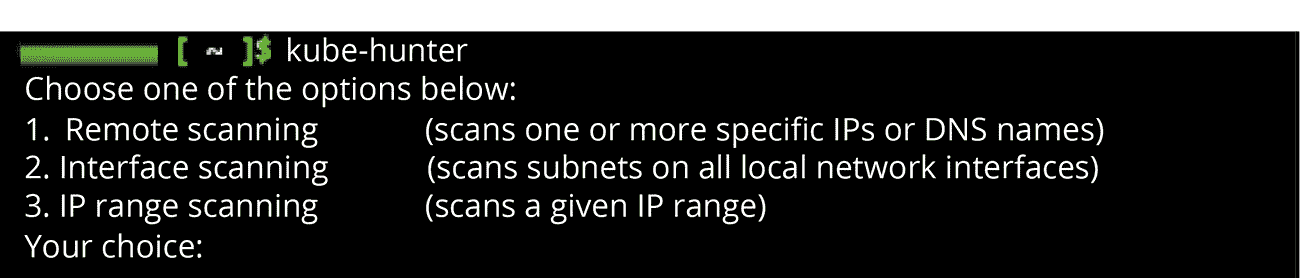 [ ~ ]$ kube-hunter
Choose one of the options below:
1. Remote scanning (scans one or more specific IPs or DNS names)
2. Interface scanning (scans subnets on all local network interfaces)
3. IP range scanning (scans a given IP range)
Your choice: